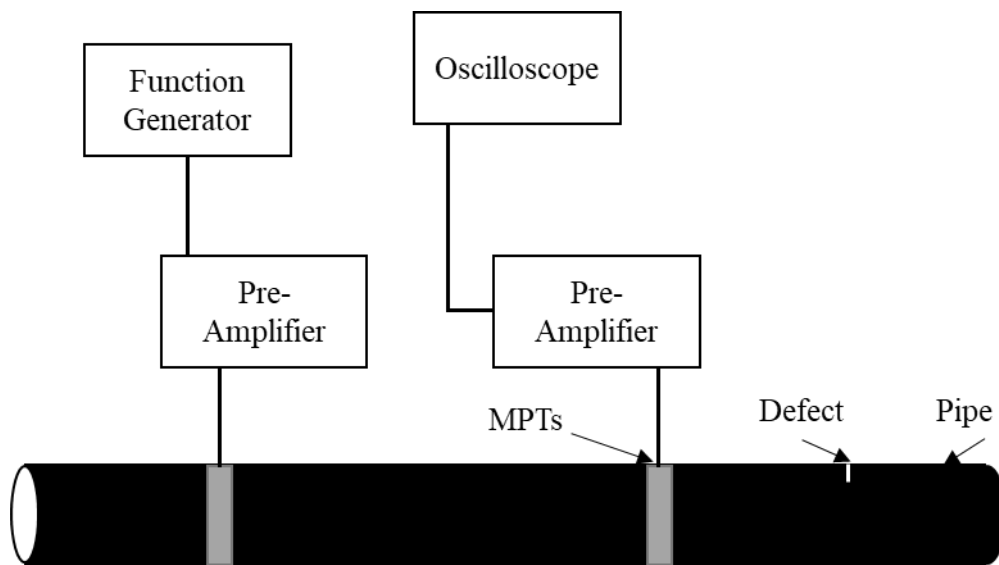 Function
Generator
Oscilloscope
Pre-
Amplifier
Pre-
Amplifier
MPTs
Defect
Pipe